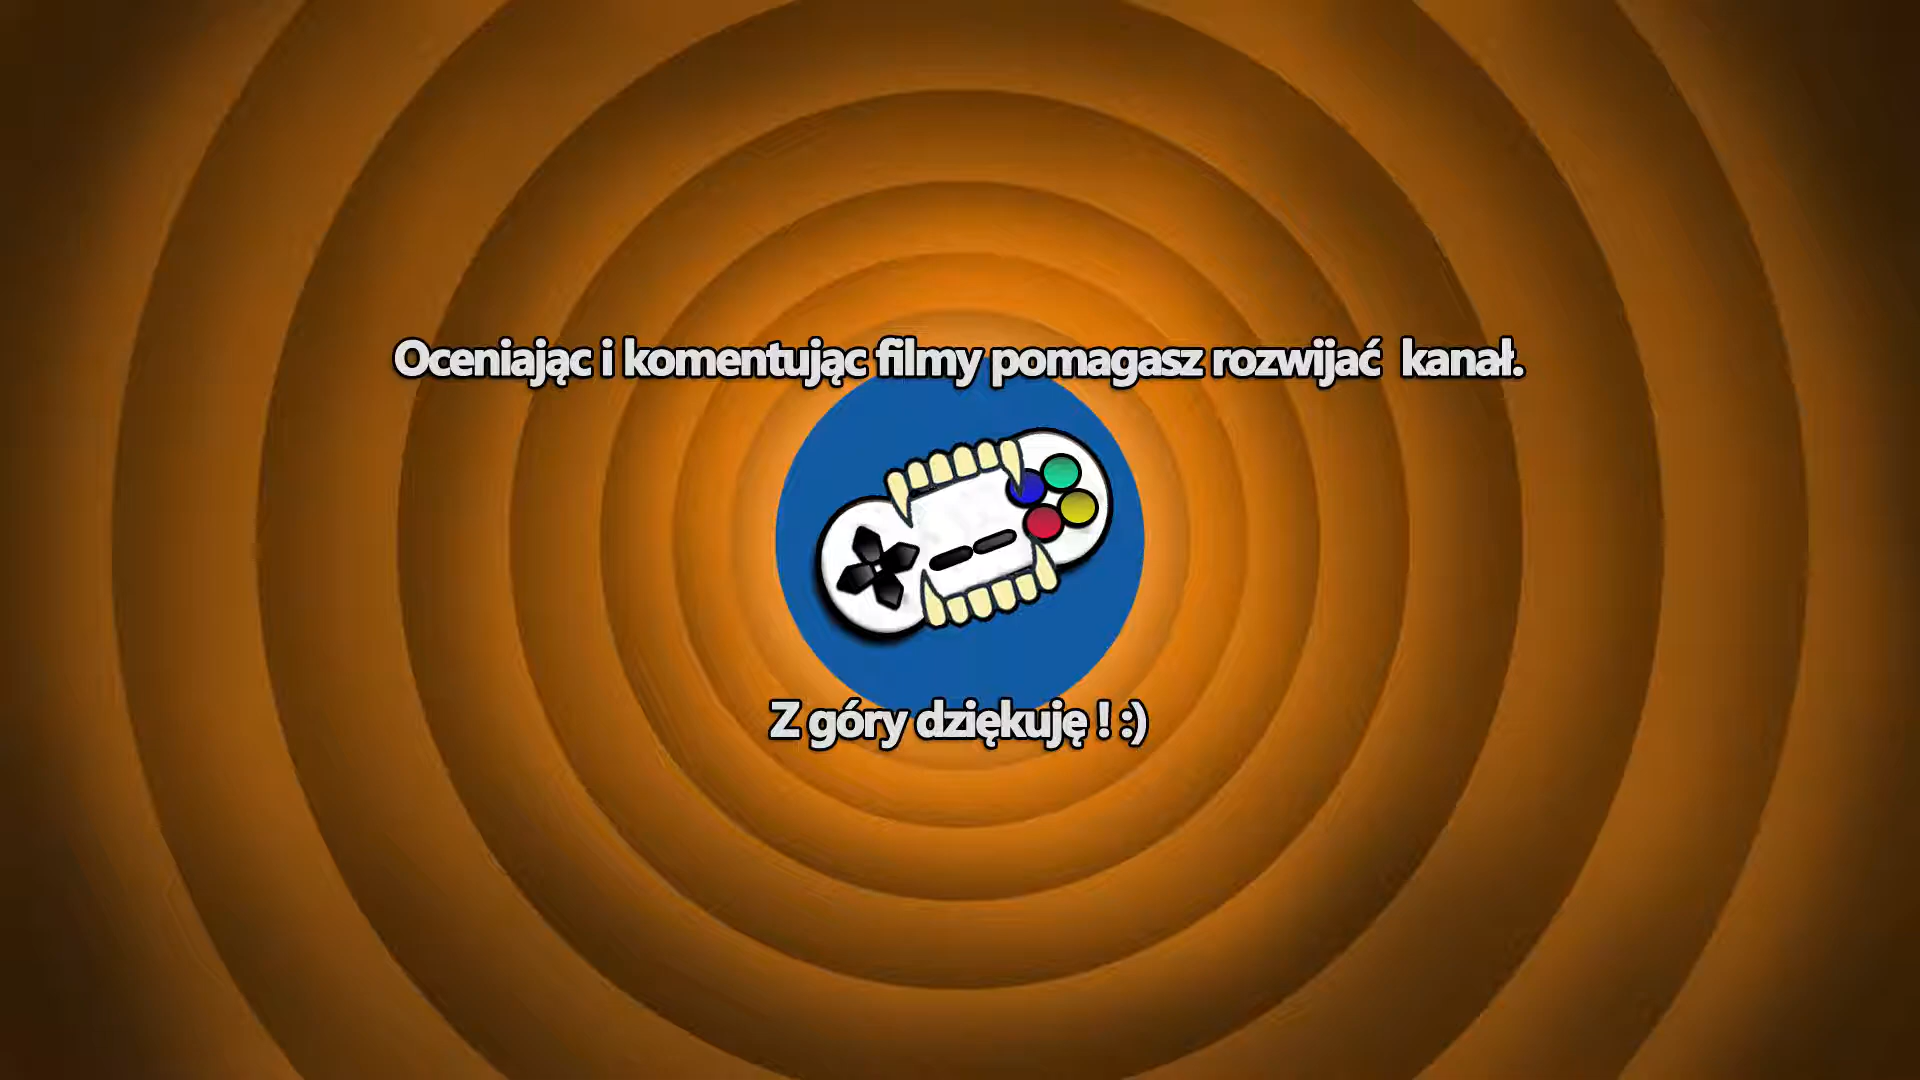 Oceniając i komentując filmy pomagasz rozwijać kanał.
Z góry dziękuję ! :)